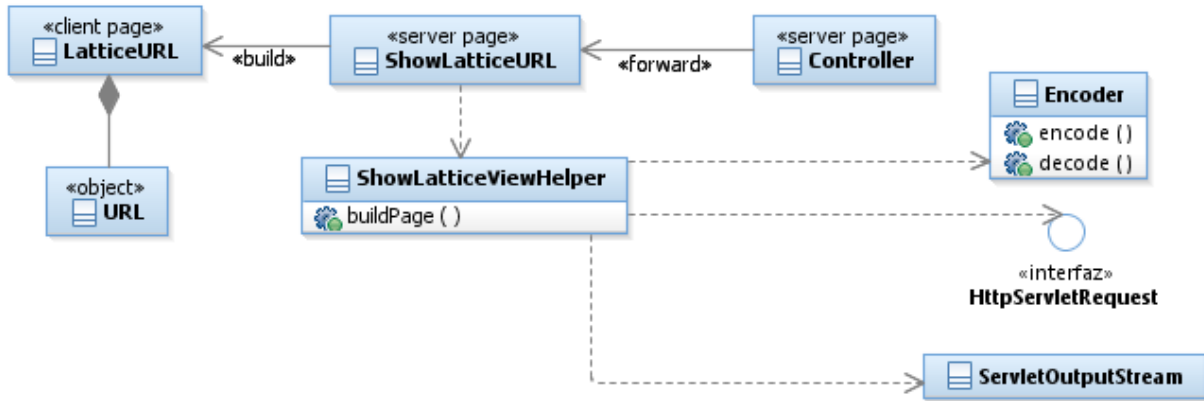 «client page»
LatticeURL
«build»
«server page»
ShowLatticeURL
«forward»
«server page»
Controller
Encoder
encode ( )
decode ( )
«object»
URL
ShowLatticeViewHelper
buildPage ( )
«interfaz»
HttpServletRequest
ServletOutputStream